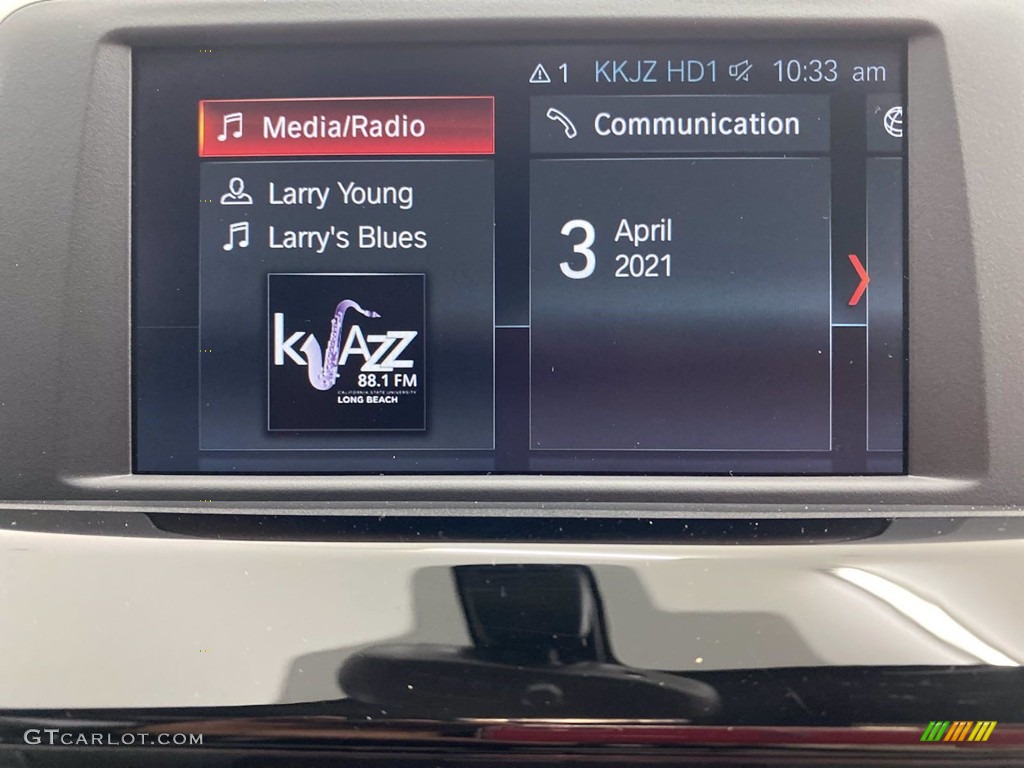 1 KKJZ HD1 10:33 am
Media/Radio
Communication
Larry Young
Larry's Blues
3 April
2021
kJAzz
88.1 FM
CALIFORNIA STATE UNIVERSITY
LONG BEACH
GTcarlot.com